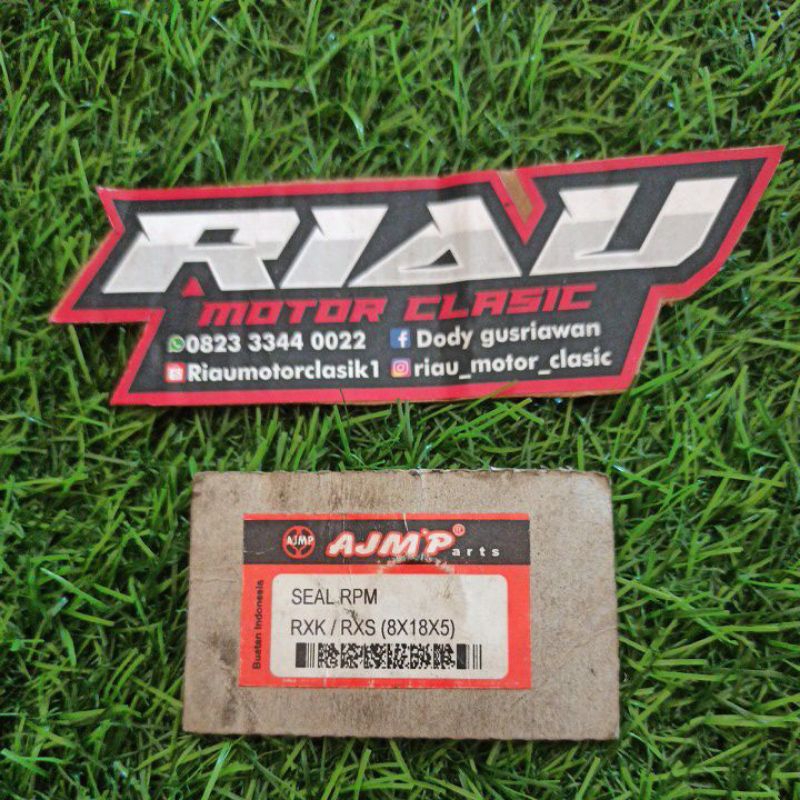 RIAU
MOTOR CLASIC
0823 3344 0022
Dody gusriawan
Riaumotorclasik1
riau_motor_clasic
AJMP
AJMParts
Buatan Indonesia
SEAL RPM
RXK / RXS (8X18X5)